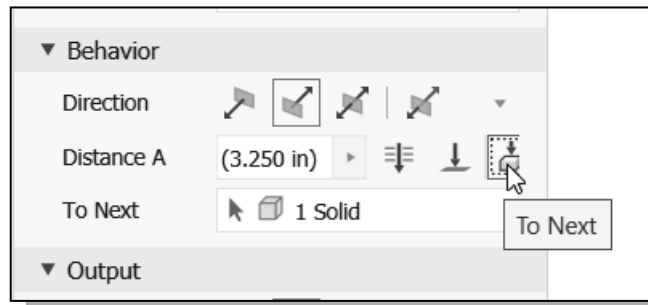 Behavior
Direction
Distance A (3.250 in)
To Next 1 Solid
To Next
Output